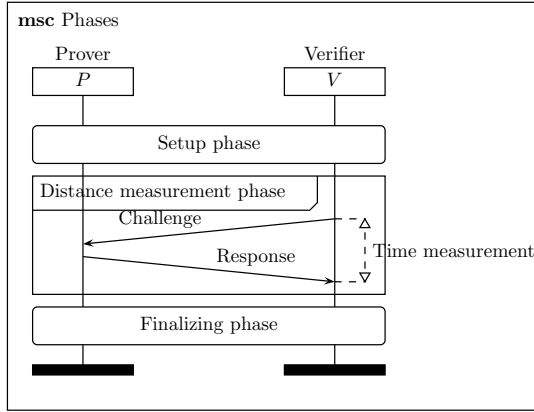 msc Phases
Prover
Verifier
P
V
Setup phase
Distance measurement phase
Challenge
Response
Time measurement
Finalizing phase